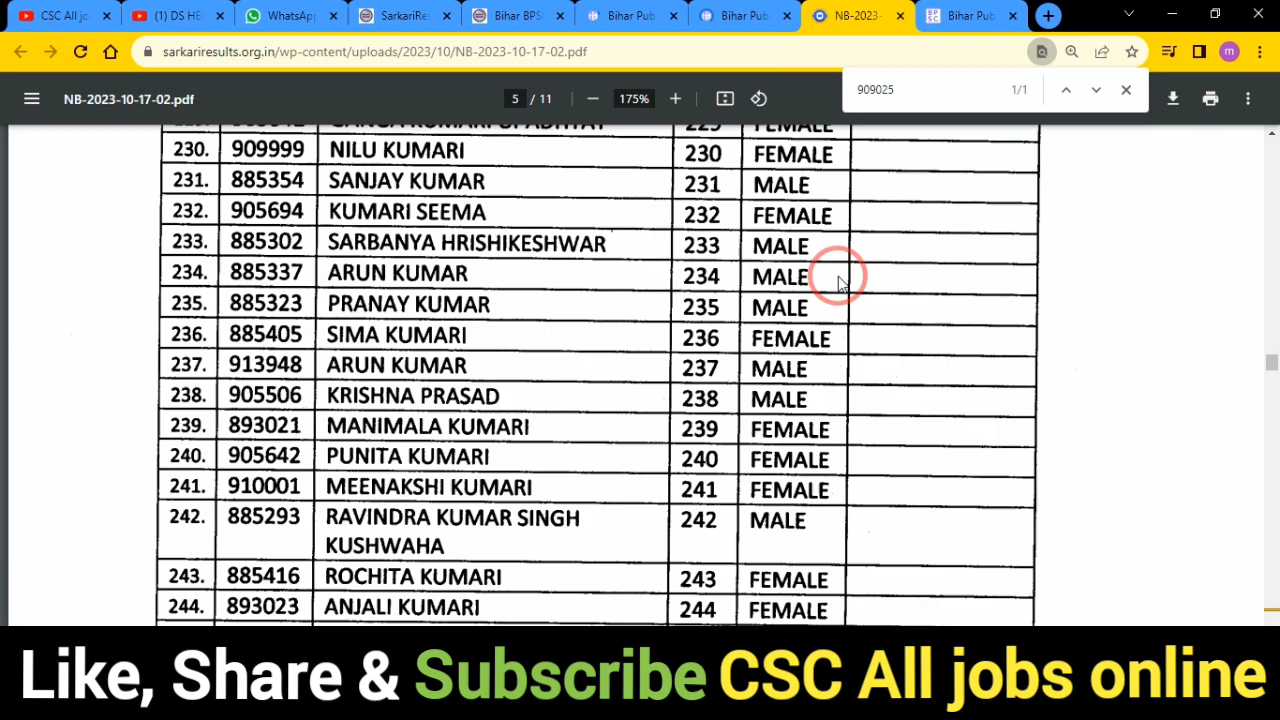 CSC All jo
(1) DS HE
WhatsAp
SarkariRe
Bihar BPS
Bihar Pub
Bihar Pub
NB-2023-
Bihar Pub
sarkariresults.org.in/wp-content/uploads/2023/10/NB-2023-10-17-02.pdf
m
NB-2023-10-17-02.pdf
5 / 11
175%
909025 1/1
229 FEMALE
230. 909999 NILU KUMARI 230 FEMALE
231. 885354 SANJAY KUMAR 231 MALE
232. 905694 KUMARI SEEMA 232 FEMALE
233. 885302 SARBANYA HRISHIKESHWAR 233 MALE
234. 885337 ARUN KUMAR 234 MALE
235. 885323 PRANAY KUMAR 235 MALE
236. 885405 SIMA KUMARI 236 FEMALE
237. 913948 ARUN KUMAR 237 MALE
238. 905506 KRISHNA PRASAD 238 MALE
239. 893021 MANIMALA KUMARI 239 FEMALE
240. 905642 PUNITA KUMARI 240 FEMALE
241. 910001 MEENAKSHI KUMARI 241 FEMALE
242. 885293 RAVINDRA KUMAR SINGH 242 MALE
KUSHWAHA
243. 885416 ROCHITA KUMARI 243 FEMALE
244. 893023 ANJALI KUMARI 244 FEMALE
Like, Share & Subscribe CSC All jobs online